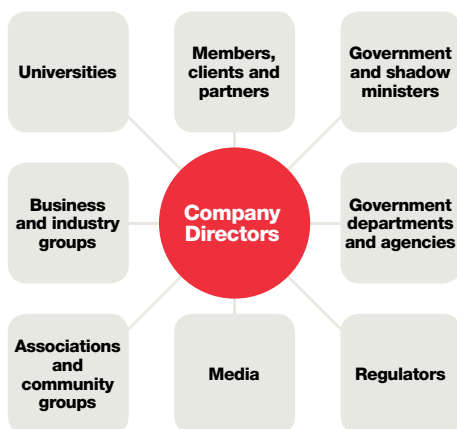 Universities
Members,
clients and
partners
Government
and shadow
ministers
Business
and industry
groups
Company
Directors
Government
departments
and agencies
Associations
and
community
groups
Media
Regulators